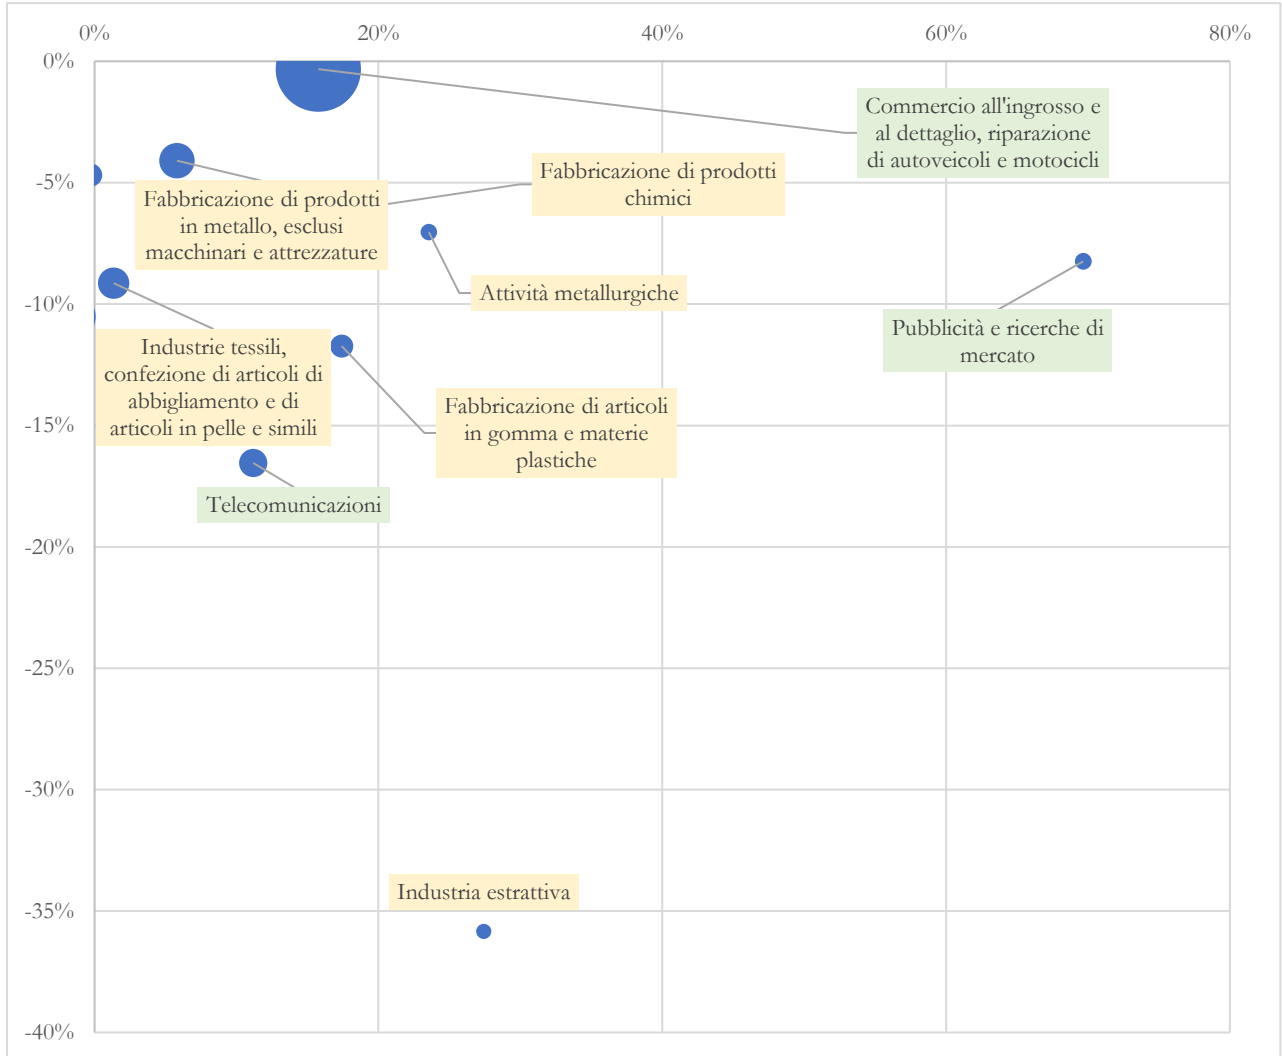 0%
20%
40%
60%
80%
0%
-5%
-10%
-15%
-20%
-25%
-30%
-35%
-40%
Commercio all'ingrosso e
al dettaglio, riparazione
di autoveicoli e motocicli
Fabbricazione di prodotti
chimici
Fabbricazione di prodotti
in metallo, esclusi
macchinari e attrezzature
Attività metallurgiche
Pubblicità e ricerche di
mercato
Industrie tessili,
confezione di articoli di
abbigliamento e di
articoli in pelle e simili
Fabbricazione di articoli
in gomma e materie
plastiche
Telecomunicazioni
Industria estrattiva